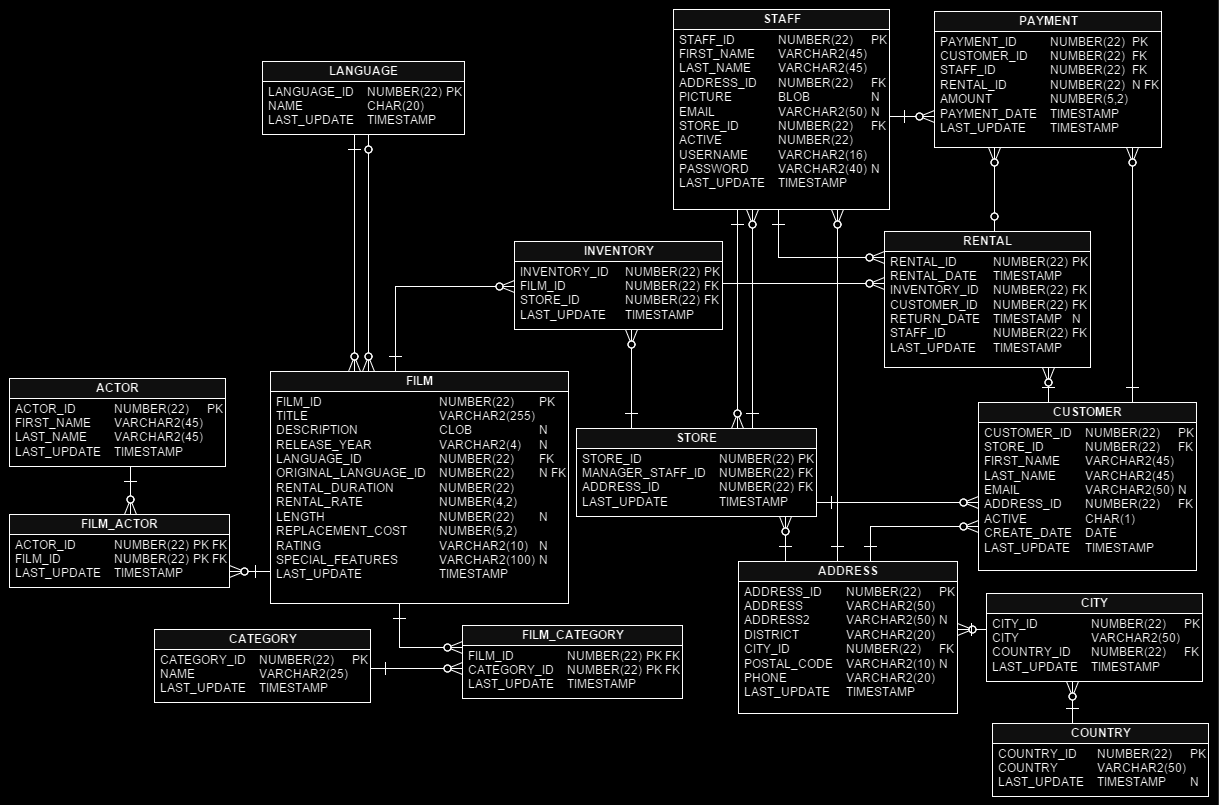 STAFF
STAFF_ID NUMBER(22) PK
FIRST_NAME VARCHAR2(45)
LAST_NAME VARCHAR2(45)
ADDRESS_ID NUMBER(22) FK
PICTURE BLOB N
EMAIL VARCHAR2(50) N
STORE_ID NUMBER(22) FK
ACTIVE NUMBER(22)
USERNAME VARCHAR2(16)
PASSWORD VARCHAR2(40) N
LAST_UPDATE TIMESTAMP
PAYMENT
PAYMENT_ID NUMBER(22) PK
CUSTOMER_ID NUMBER(22) FK
STAFF_ID NUMBER(22) FK
RENTAL_ID NUMBER(22) N FK
AMOUNT NUMBER(5,2)
PAYMENT_DATE TIMESTAMP
LAST_UPDATE TIMESTAMP
LANGUAGE
LANGUAGE_ID NUMBER(22) PK
NAME CHAR(20)
LAST_UPDATE TIMESTAMP
INVENTORY
INVENTORY_ID NUMBER(22) PK
FILM_ID NUMBER(22) FK
STORE_ID NUMBER(22) FK
LAST_UPDATE TIMESTAMP
RENTAL
RENTAL_ID NUMBER(22) PK
RENTAL_DATE TIMESTAMP
INVENTORY_ID NUMBER(22) FK
CUSTOMER_ID NUMBER(22) FK
RETURN_DATE TIMESTAMP N
STAFF_ID NUMBER(22) FK
LAST_UPDATE TIMESTAMP
ACTOR
ACTOR_ID NUMBER(22) PK
FIRST_NAME VARCHAR2(45)
LAST_NAME VARCHAR2(45)
LAST_UPDATE TIMESTAMP
FILM
FILM_ID NUMBER(22) PK
TITLE VARCHAR2(255)
DESCRIPTION CLOB N
RELEASE_YEAR VARCHAR2(4) N
LANGUAGE_ID NUMBER(22) FK
ORIGINAL_LANGUAGE_ID NUMBER(22) N FK
RENTAL_DURATION NUMBER(22)
RENTAL_RATE NUMBER(4,2)
LENGTH NUMBER(22) N
REPLACEMENT_COST NUMBER(5,2)
RATING VARCHAR2(10) N
SPECIAL_FEATURES VARCHAR2(100) N
LAST_UPDATE TIMESTAMP
STORE
STORE_ID NUMBER(22) PK
MANAGER_STAFF_ID NUMBER(22) FK
ADDRESS_ID NUMBER(22) FK
LAST_UPDATE TIMESTAMP
CUSTOMER
CUSTOMER_ID NUMBER(22) PK
STORE_ID NUMBER(22) FK
FIRST_NAME VARCHAR2(45)
LAST_NAME VARCHAR2(45)
EMAIL VARCHAR2(50) N
ADDRESS_ID NUMBER(22) FK
ACTIVE CHAR(1)
CREATE_DATE DATE
LAST_UPDATE TIMESTAMP
FILM_ACTOR
ACTOR_ID NUMBER(22) PK FK
FILM_ID NUMBER(22) PK FK
LAST_UPDATE TIMESTAMP
ADDRESS
ADDRESS_ID NUMBER(22) PK
ADDRESS VARCHAR2(50)
ADDRESS2 VARCHAR2(50) N
DISTRICT VARCHAR2(20)
CITY_ID NUMBER(22) FK
POSTAL_CODE VARCHAR2(10) N
PHONE VARCHAR2(20)
LAST_UPDATE TIMESTAMP
CITY
CITY_ID NUMBER(22) PK
CITY VARCHAR2(50)
COUNTRY_ID NUMBER(22) FK
LAST_UPDATE TIMESTAMP
CATEGORY
CATEGORY_ID NUMBER(22) PK
NAME VARCHAR2(25)
LAST_UPDATE TIMESTAMP
FILM_CATEGORY
FILM_ID NUMBER(22) PK FK
CATEGORY_ID NUMBER(22) PK FK
LAST_UPDATE TIMESTAMP
COUNTRY
COUNTRY_ID NUMBER(22) PK
COUNTRY VARCHAR2(50)
LAST_UPDATE TIMESTAMP N